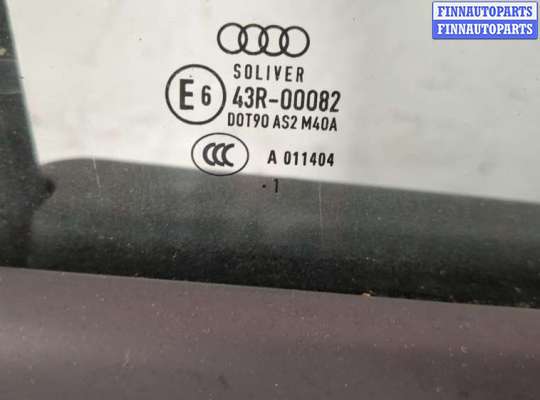 FINNAUTOPARTS
FINNAUTOPARTS
SOLIVER
E6 43R-00082
DOT90 AS2 M40A
CCC A 011404
. 1